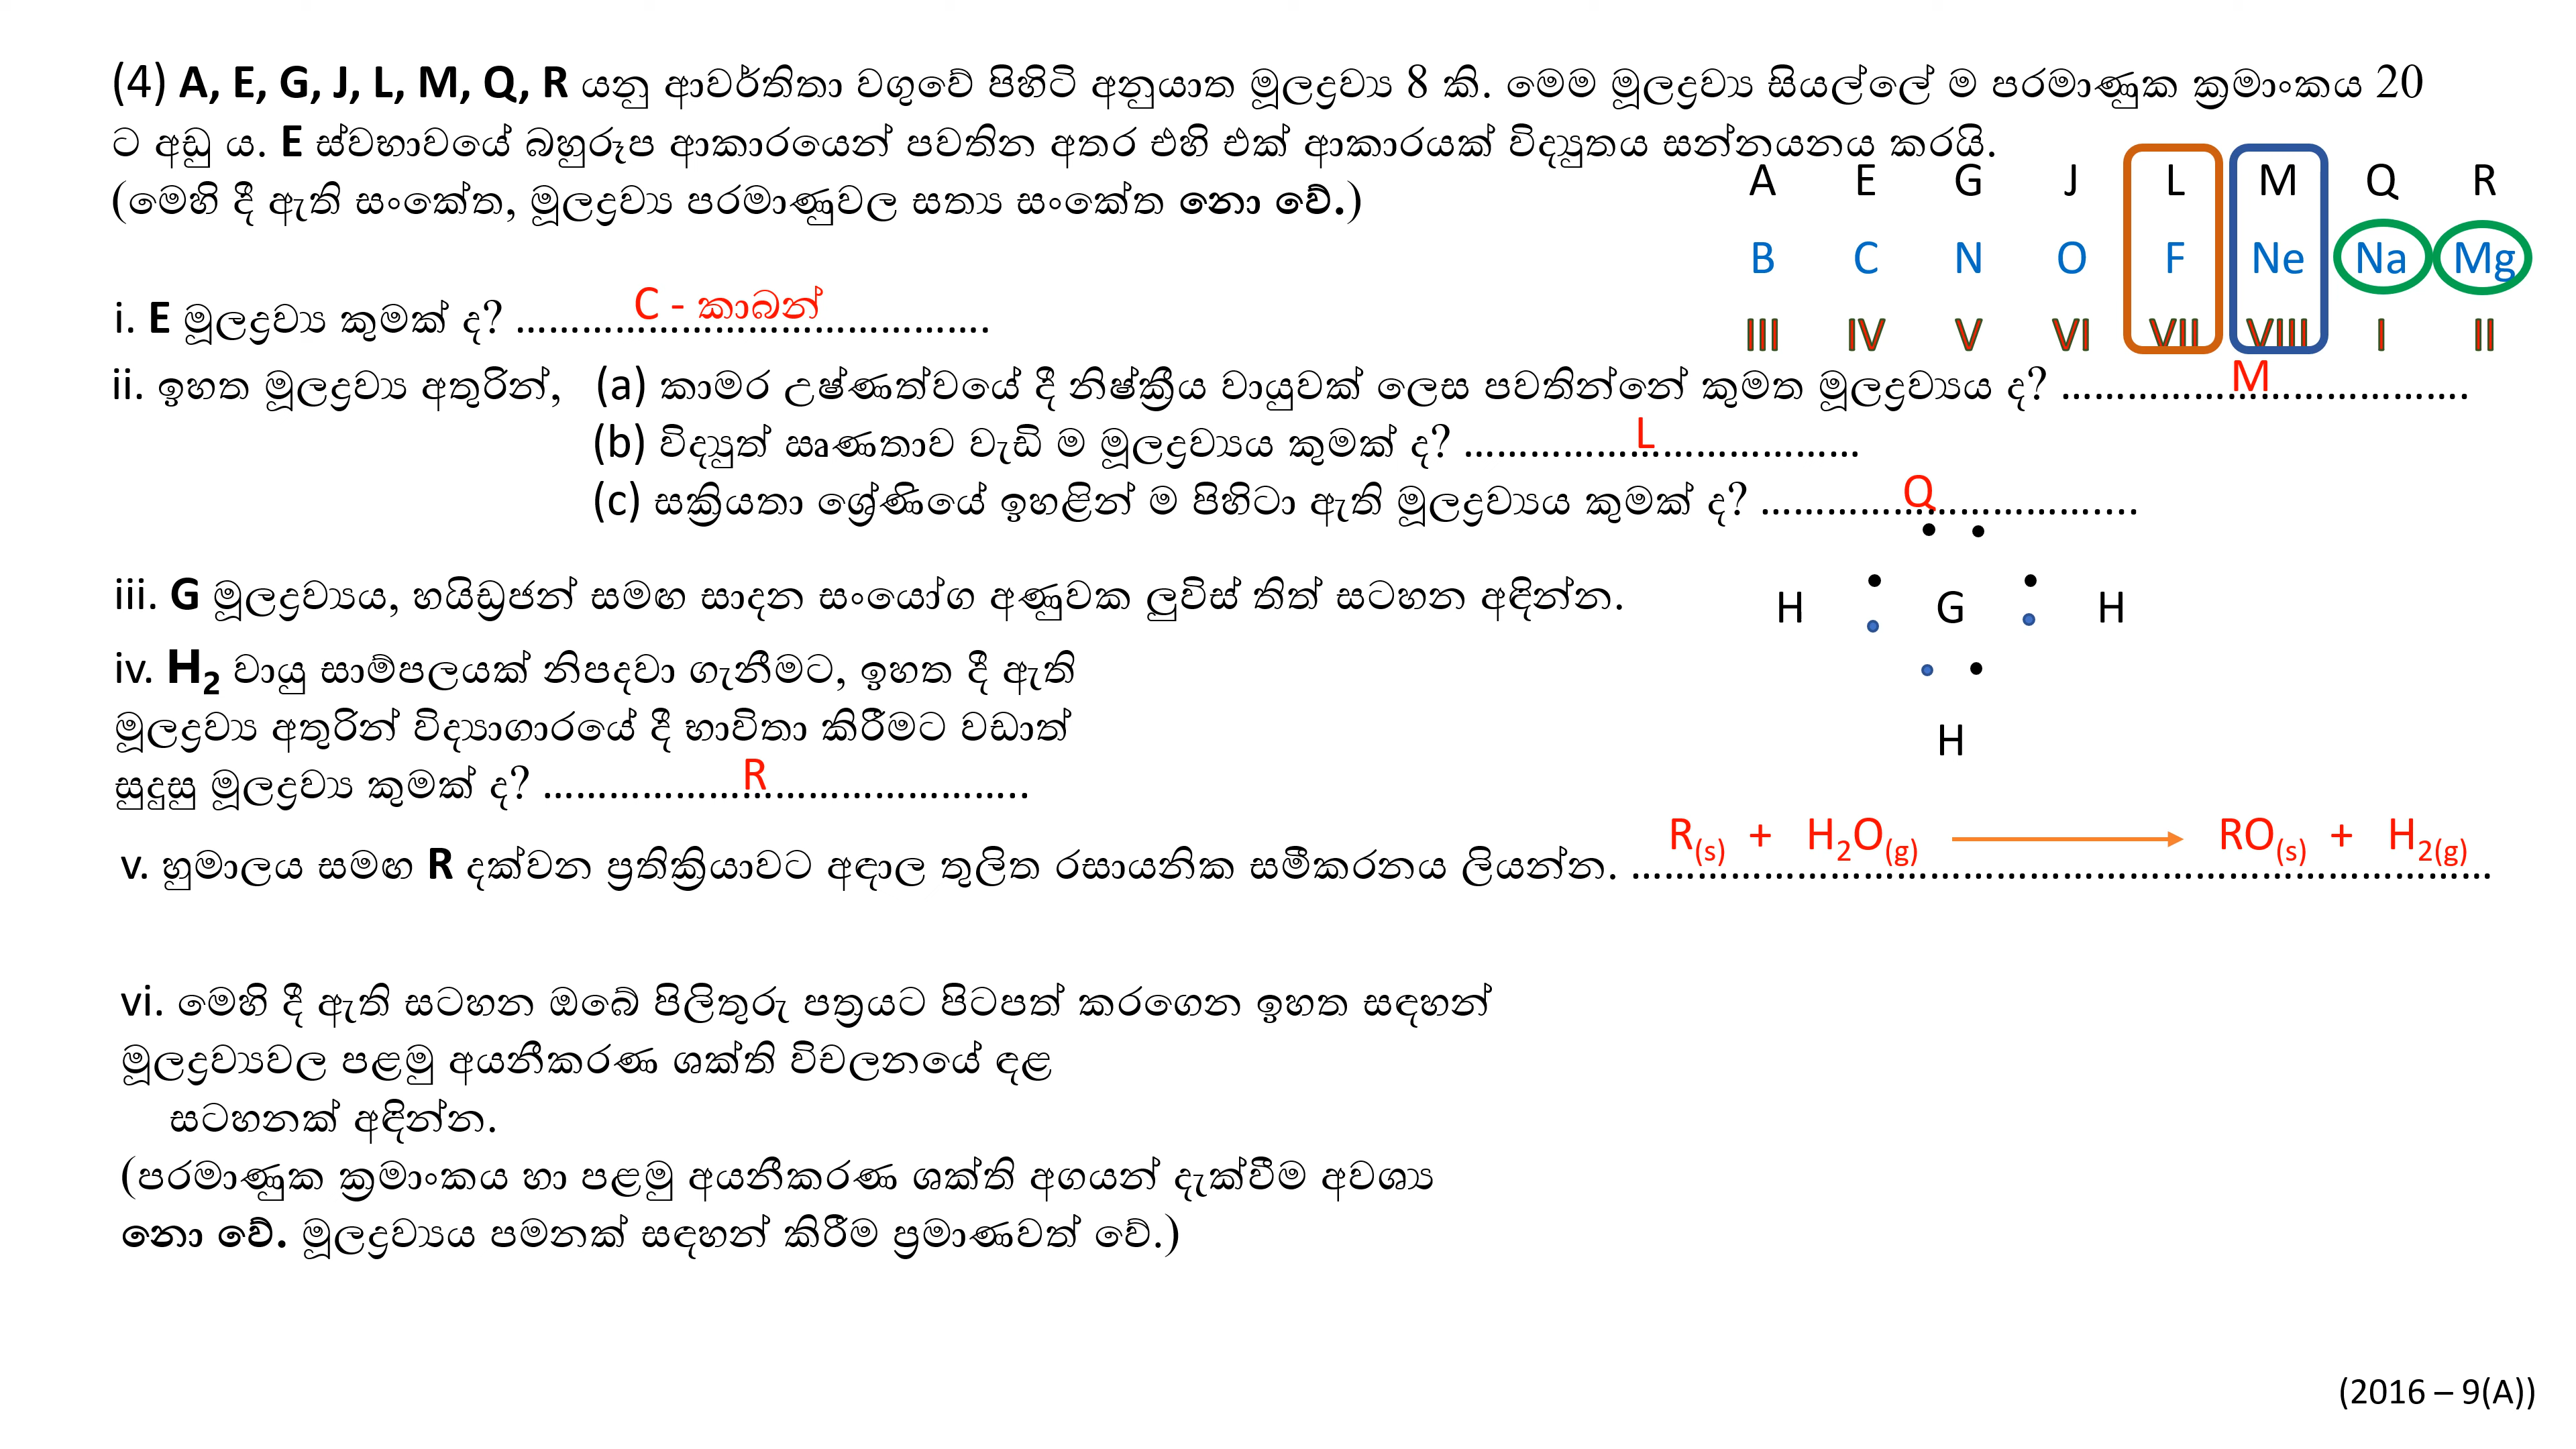 (4) A, E, G, J, L, M, Q, R යනු ආවර්තිතා වගුවේ පිහිටි අනුයාත මූලද්‍රව්‍ය 8 කි. මෙම මූලද්‍රව්‍ය සියල්ලේ ම පරමාණුක ක්‍රමාංකය 20
ට අඩු ය. E ස්වභාවයේ බහුරූප ආකාරයෙන් පවතින අතර එහි එක් ආකාරයක් විද්‍යුතය සන්නයනය කරයි.
(මෙහි දී ඇති සංකේත, මූලද්‍රව්‍ය පරමාණුවල සත්‍ය සංකේත නො වේ.)
A E G J L M Q R
B C N O F Ne Na Mg
III IV V VI VII VIII I II
i. E මූලද්‍රව්‍ය කුමක් ද? ............................................ C - කාබන්
ii. ඉහත මූලද්‍රව්‍ය අතුරින්, (a) කාමර උෂ්ණත්වයේ දී නිෂ්ක්‍රීය වායුවක් ලෙස පවතින්නේ කුමන මූලද්‍රව්‍යය ද? ..................................... M
(b) විද්‍යුත් ඍණතාව වැඩි ම මූලද්‍රව්‍යය කුමක් ද? .................................... L
(c) සක්‍රියතා ශ්‍රේණියේ ඉහළින් ම පිහිටා ඇති මූලද්‍රව්‍යය කුමක් ද? .................................. Q
iii. G මූලද්‍රව්‍යය, හයිඩ්‍රජන් සමඟ සාදන සංයෝග අණුවක ලුවිස් තිත් සටහන අඳින්න.
H G H
H
iv. H₂ වායු සාම්පලයක් නිපදවා ගැනීමට, ඉහත දී ඇති
මූලද්‍රව්‍ය අතුරින් විද්‍යාගාරයේ දී භාවිතා කිරීමට වඩාත්
සුදුසු මූලද්‍රව්‍ය කුමක් ද? ............................................ R
v. හුමාලය සමඟ R දක්වන ප්‍රතික්‍රියාවට අඳාල තුලිත රසායනික සමීකරනය ලියන්න. .............................................................................. R(s) + H₂O(g) → RO(s) + H₂(g)
vi. මෙහි දී ඇති සටහන ඔබේ පිලිතුරු පත්‍රයට පිටපත් කරගෙන ඉහත සඳහන්
මූලද්‍රව්‍යවල පළමු අයනීකරණ ශක්ති විචලනයේ දළ
සටහනක් අඳින්න.
(පරමාණුක ක්‍රමාංකය හා පළමු අයනීකරණ ශක්ති අගයන් දැක්වීම අවශ්‍ය
නො වේ. මූලද්‍රව්‍යය පමනක් සඳහන් කිරීම ප්‍රමාණවත් වේ.)
(2016 – 9(A))